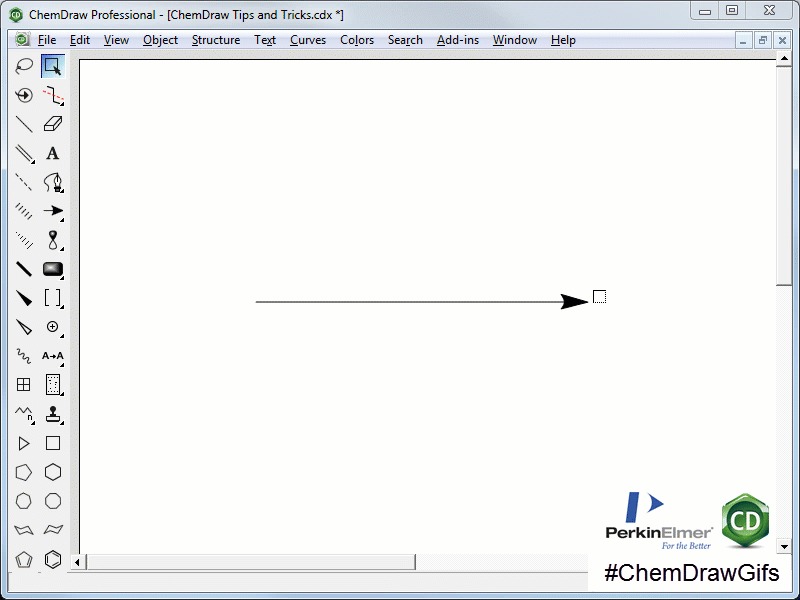 ChemDraw Professional - [ChemDraw Tips and Tricks.cdx *]
File Edit View Object Structure Text Curves Colors Search Add-ins Window Help
A
[ ]
A→A
n
CD
PerkinElmer®
For the Better
#ChemDrawGifs